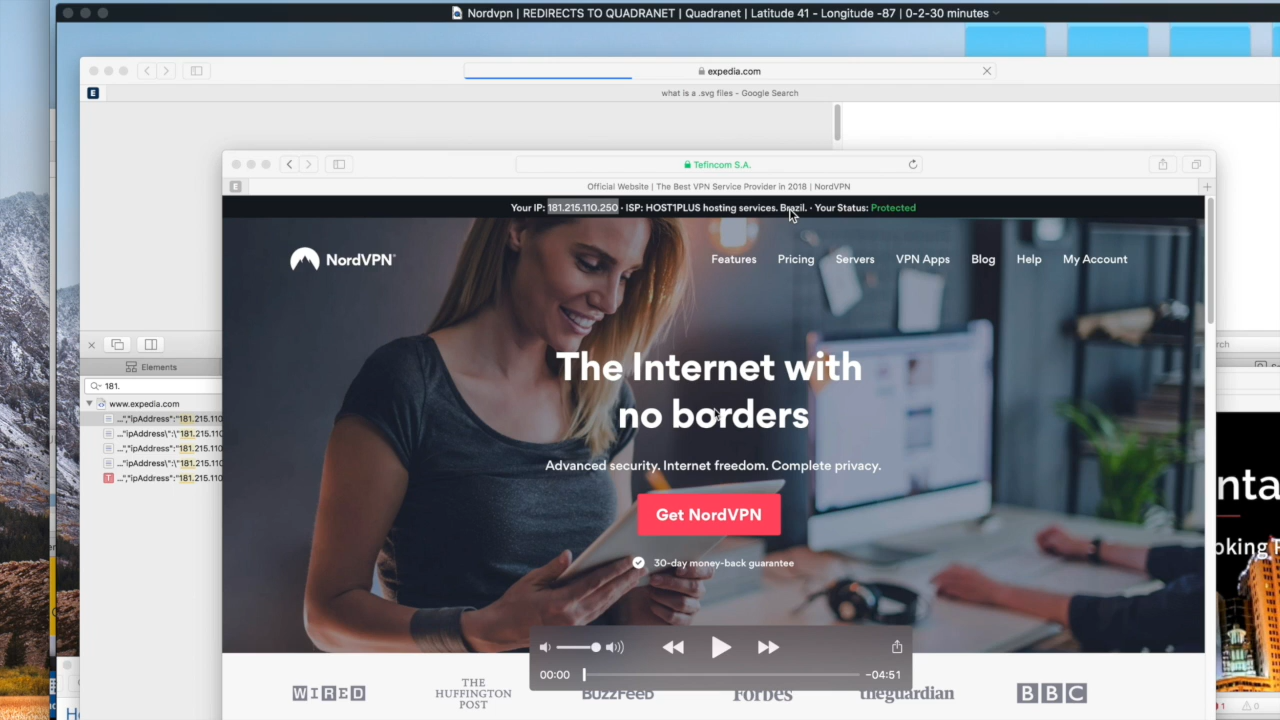 Nordvpn | REDIRECTS TO QUADRANET | Quadranet | Latitude 41 - Longitude -87 | 0-2-30 minutes
expedia.com
E
what is a .svg files - Google Search
Tefincom S.A.
E
Official Website | The Best VPN Service Provider in 2018 | NordVPN
Your IP: 181.215.110.250 · ISP: HOST1PLUS hosting services. Brazil. · Your Status: Protected
NordVPN®
Features
Pricing
Servers
VPN Apps
Blog
Help
My Account
The Internet with
no borders
Advanced security. Internet freedom. Complete privacy.
Get NordVPN
30-day money-back guarantee
rch
Elements
181.
www.expedia.com
...","ipAddress":"181.215.110
..."ipAddress\":\"181.215.110
...","ipAddress":"181.215.110
..."ipAddress\":\"181.215.110
T ...","ipAddress":"181.215.110
nta
oking
00:00
-04:51
WIRED
THE
HUFFINGTON
POST
BuzzFeed
Forbes
theguardian
BBC
1
0